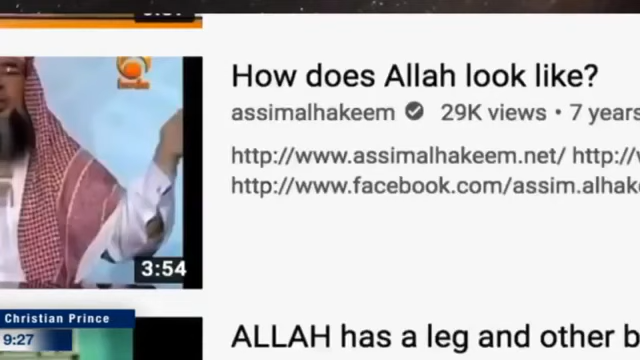 How does Allah look like?
assimalhakeem 29K views • 7 years
http://www.assimalhakeem.net/ http://w
http://www.facebook.com/assim.alhak
3:54
Christian Prince
9:27
ALLAH has a leg and other b